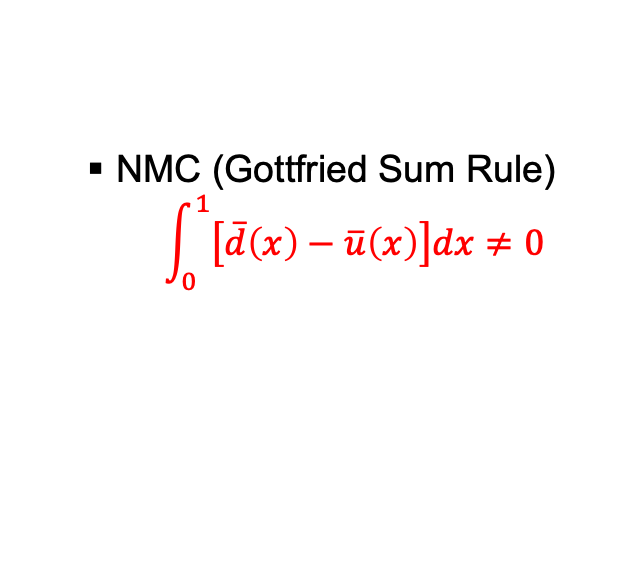 ▪ NMC (Gottfried Sum Rule)
∫₀¹ [d̄(x) − ū(x)]dx ≠ 0